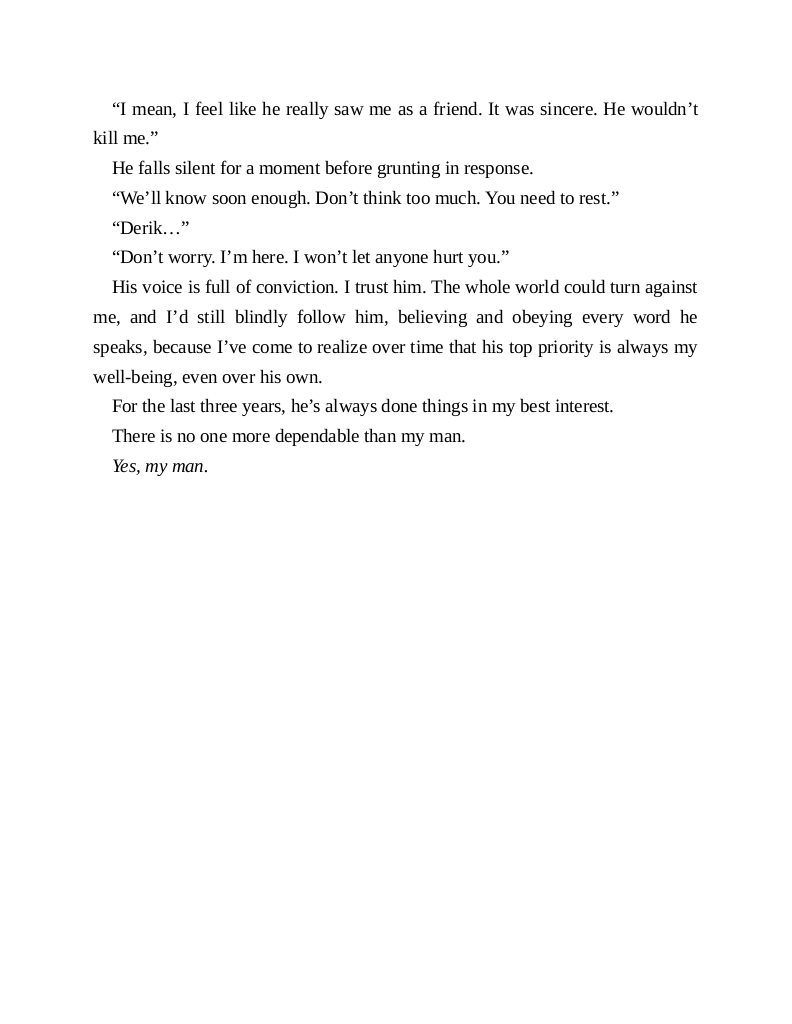 “I mean, I feel like he really saw me as a friend. It was sincere. He wouldn’t
kill me.”
He falls silent for a moment before grunting in response.
“We’ll know soon enough. Don’t think too much. You need to rest.”
“Derik…”
“Don’t worry. I’m here. I won’t let anyone hurt you.”
His voice is full of conviction. I trust him. The whole world could turn against
me, and I’d still blindly follow him, believing and obeying every word he
speaks, because I’ve come to realize over time that his top priority is always my
well-being, even over his own.
For the last three years, he’s always done things in my best interest.
There is no one more dependable than my man.
Yes, my man.